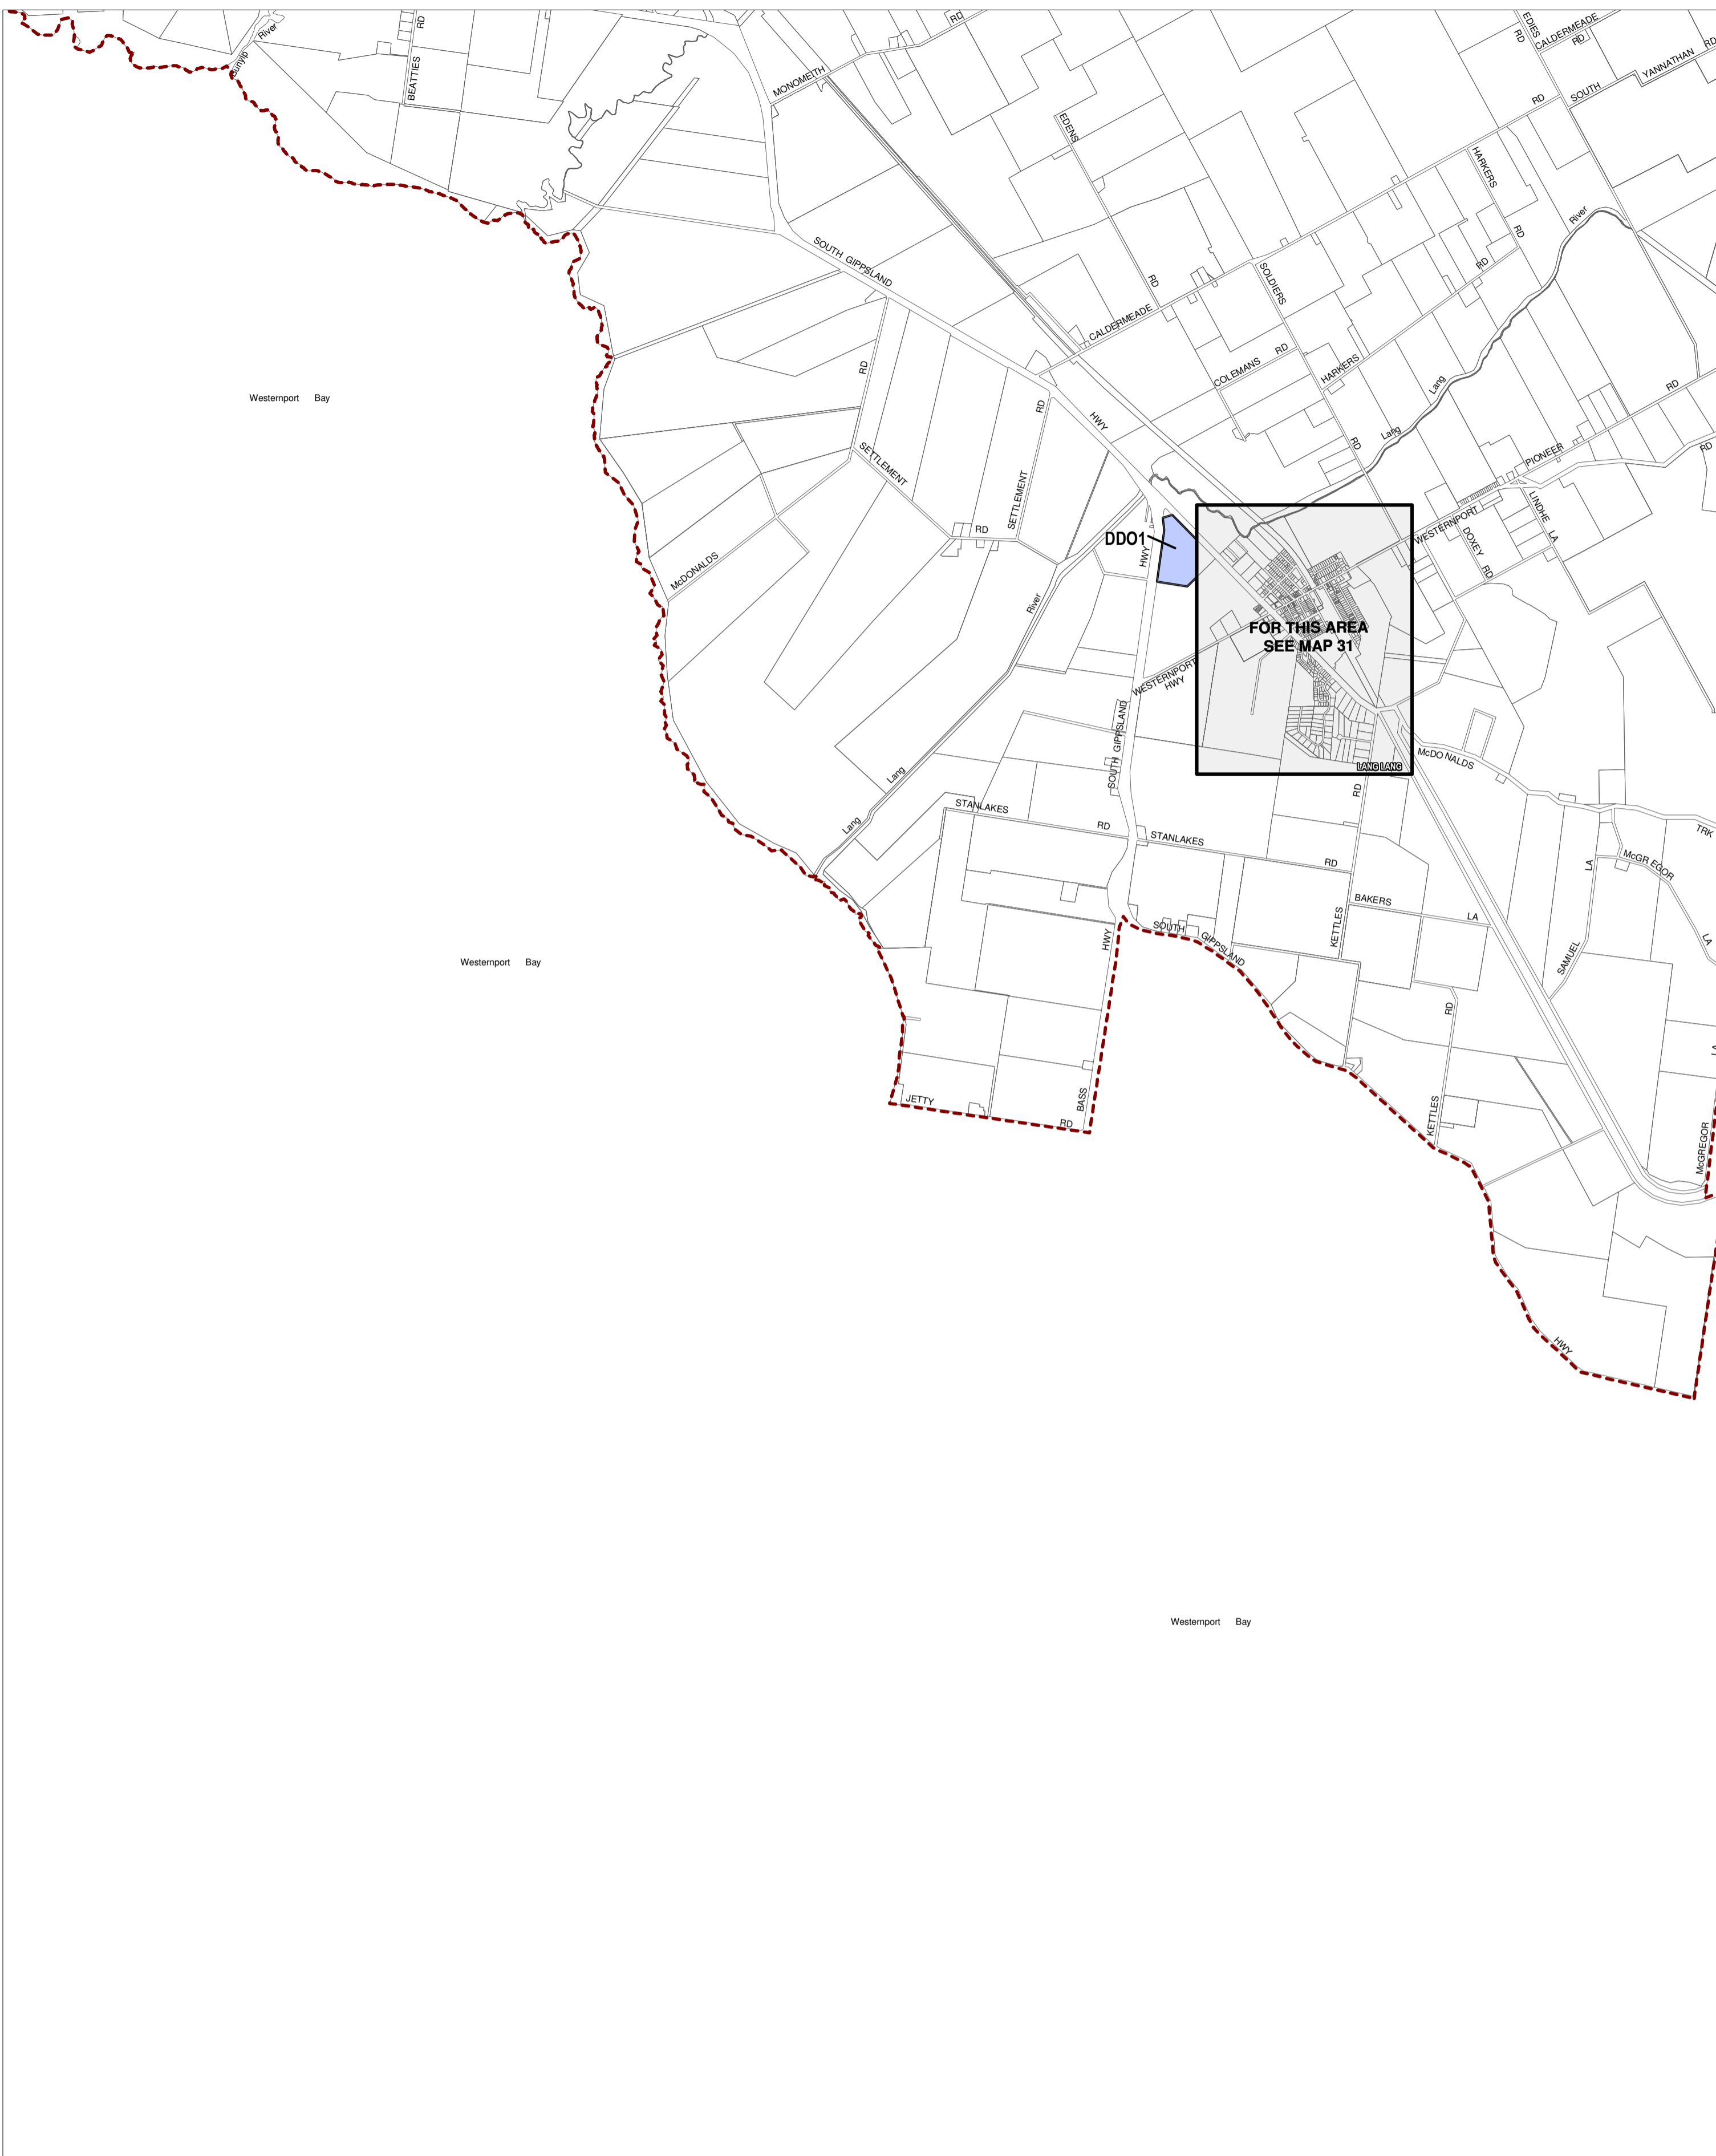 RD
River
Bunyip
BEATTIES
RD
MONOMEITH
EDIES
RD
CALDERMEADE
RD
YANNATHAN
RD
SOUTH
RD
EDENS
HARKERS
RD
River
SOUTH GIPPSLAND
RD
SOLDIERS
RD
CALDERMEADE
COLEMANS
RD
HARKERS
Lang
RD
Westernport Bay
RD
RD
HWY
Lang
RD
PIONEER
RD
SETTLEMENT
SETTLEMENT
RD
LINDHE
LA
WESTERNPORT
DOXEY
RD
DDO1
HWY
McDONALDS
River
FOR THIS AREA
SEE MAP 31
WESTERNPORT
HWY
SOUTH GIPPSLAND
LANG LANG
McDO NALDS
Lang
RD
STANLAKES
RD
STANLAKES
RD
Lang
TRK
LA
McGR EGOR
BAKERS
LA
KETTLES
SOUTH
GIPPSLAND
HWY
LA
SAMUEL
Westernport Bay
RD
LA
BASS
JETTY
RD
KETTLES
McGREGOR
HWY
Westernport Bay